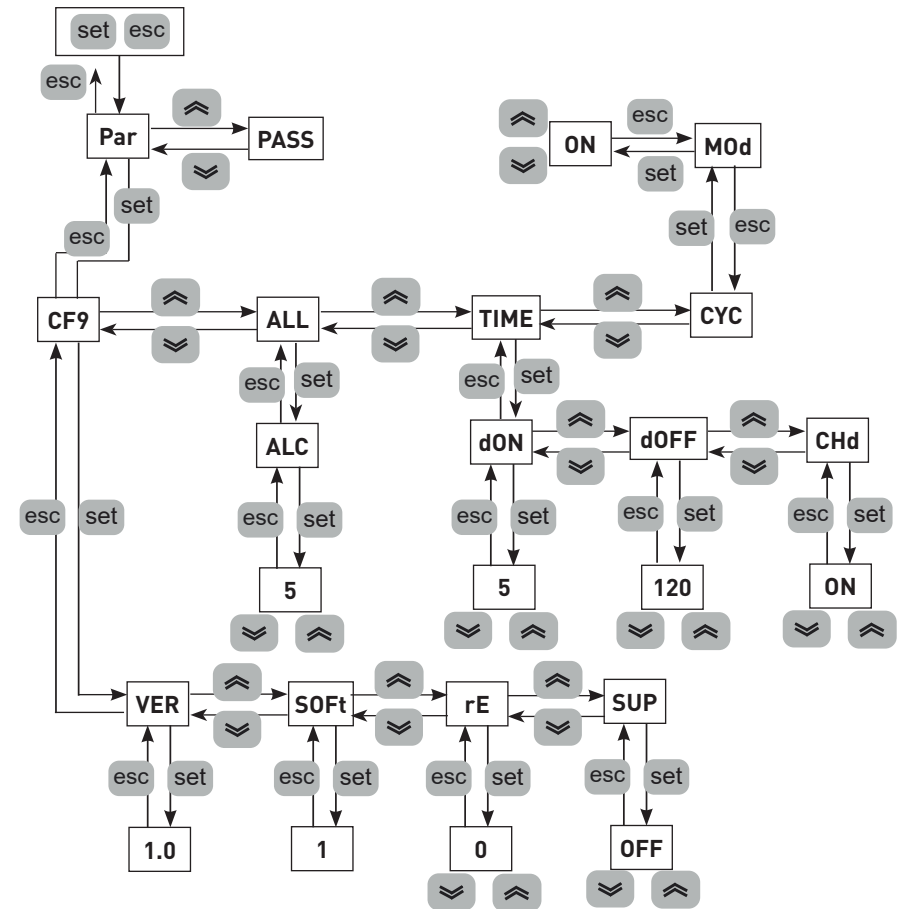 set esc
esc
Par
PASS
esc
ON
MOd
set
set
esc
set esc
CF9
ALL
TIME
CYC
esc set
esc set
ALC
dON
dOFF
CHd
esc set
esc set
esc set
esc set
esc set
5
5
120
ON
VER
SOFt
rE
SUP
esc set
esc set
esc set
esc set
1.0
1
0
OFF